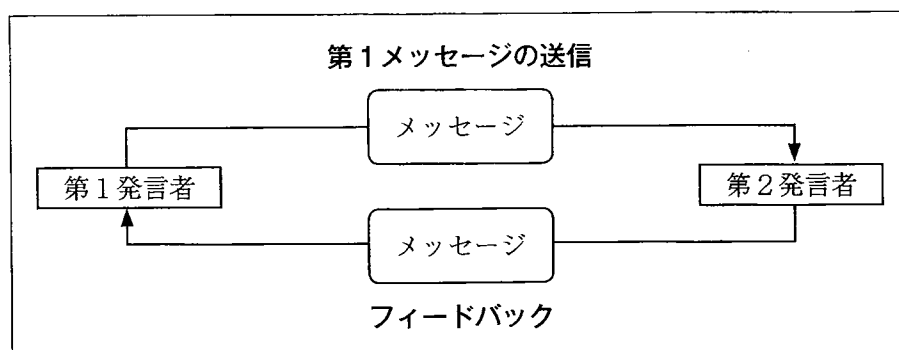 第１メッセージの送信
メッセージ
第１発言者
第２発言者
メッセージ
フィードバック